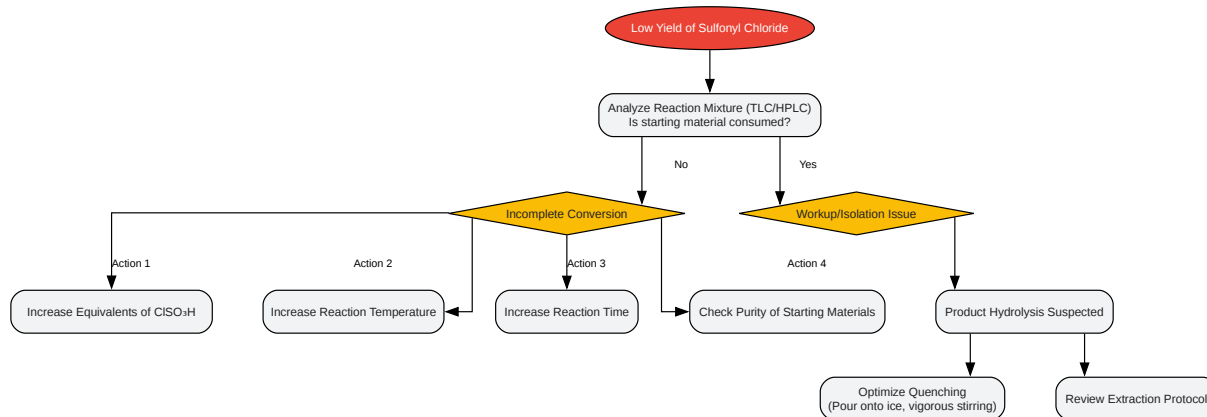 Low Yield of Sulfonyl Chloride
Analyze Reaction Mixture (TLC/HPLC)
Is starting material consumed?
No
Yes
Incomplete Conversion
Workup/Isolation Issue
Action 1
Action 2
Action 3
Action 4
Increase Equivalents of ClSO₃H
Increase Reaction Temperature
Increase Reaction Time
Check Purity of Starting Materials
Product Hydrolysis Suspected
Optimize Quenching
(Pour onto ice, vigorous stirring)
Review Extraction Protocol